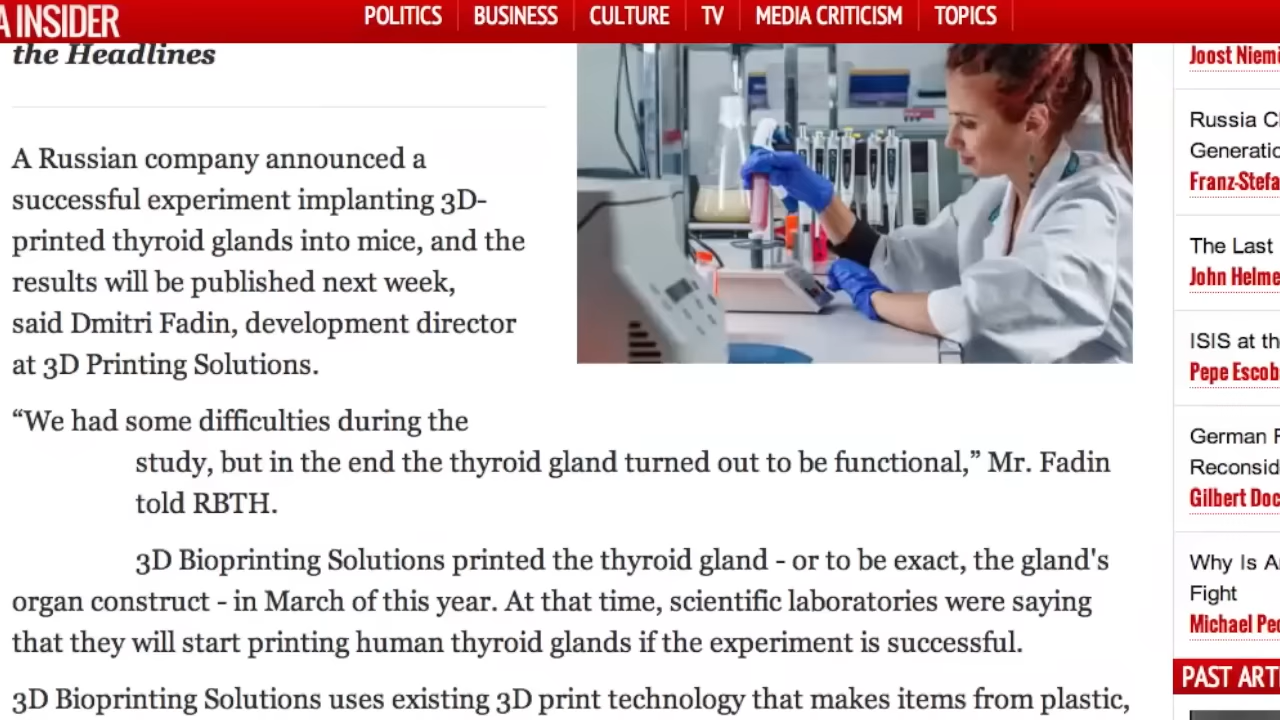 A INSIDER
POLITICS
BUSINESS
CULTURE
TV
MEDIA CRITICISM
TOPICS
the Headlines
A Russian company announced a
successful experiment implanting 3D-
printed thyroid glands into mice, and the
results will be published next week,
said Dmitri Fadin, development director
at 3D Printing Solutions.
“We had some difficulties during the
study, but in the end the thyroid gland turned out to be functional,” Mr. Fadin
told RBTH.
3D Bioprinting Solutions printed the thyroid gland - or to be exact, the gland's
organ construct - in March of this year. At that time, scientific laboratories were saying
that they will start printing human thyroid glands if the experiment is successful.
3D Bioprinting Solutions uses existing 3D print technology that makes items from plastic,
Joost
Russia
Franz-Stefa
The Last
John Helme
ISIS at th
Pepe Escob
German
Reconsid
Gilbert Doc
Why Is A
Fight
Michael
PAST ART